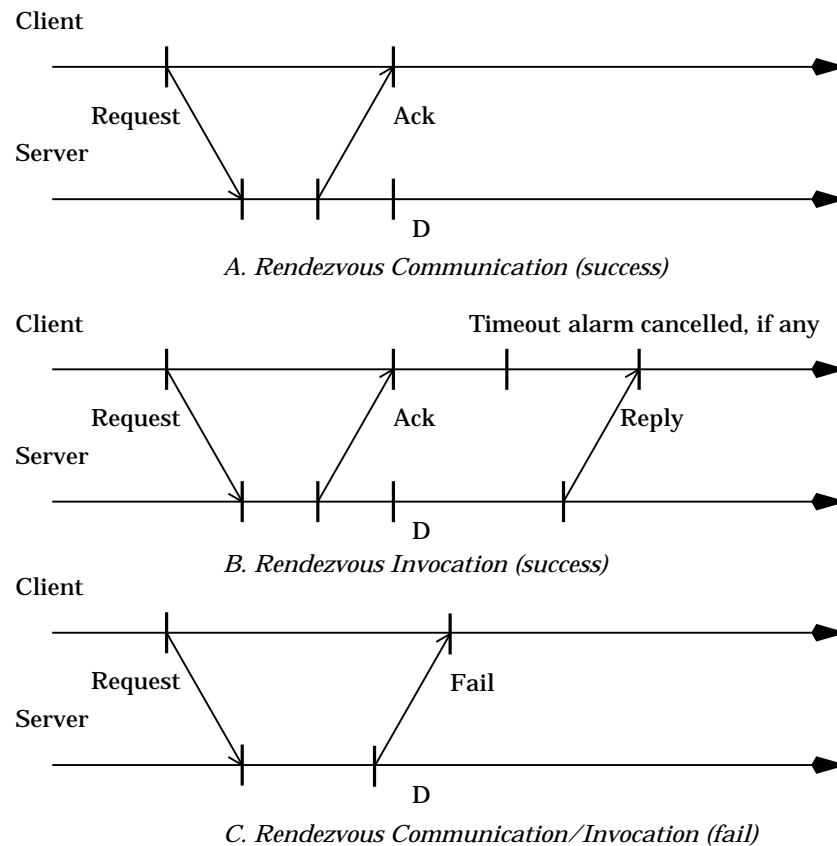 Client
Request
Ack
Server
D
A. Rendezvous Communication (success)
Client
Timeout alarm cancelled, if any
Request
Ack
Reply
Server
D
B. Rendezvous Invocation (success)
Client
Request
Fail
Server
D
C. Rendezvous Communication/Invocation (fail)